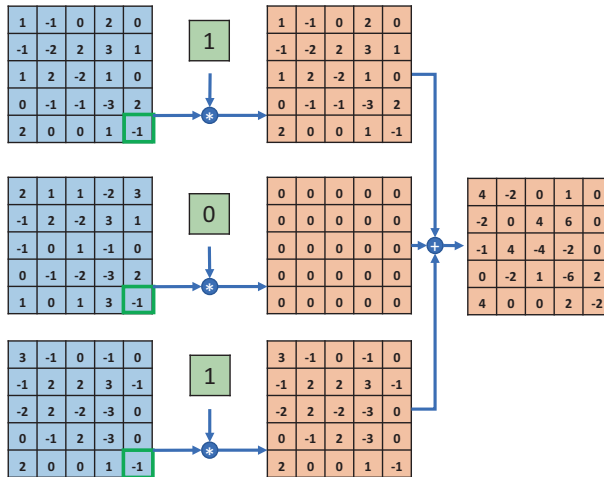 1 -1 0 2 0
-1 -2 2 3 1
1 2 -2 1 0
0 -1 -1 -3 2
2 0 0 1 -1
1
*
1 -1 0 2 0
-1 -2 2 3 1
1 2 -2 1 0
0 -1 -1 -3 2
2 0 0 1 -1
2 1 1 -2 3
-1 2 -2 3 1
-1 0 1 -1 0
0 -1 -2 -3 2
1 0 1 3 -1
0
*
0 0 0 0 0
0 0 0 0 0
0 0 0 0 0
0 0 0 0 0
0 0 0 0 0
+
4 -2 0 1 0
-2 0 4 6 0
-1 4 -4 -2 0
0 -2 1 -6 2
4 0 0 2 -2
3 -1 0 -1 0
-1 2 2 3 -1
-2 2 -2 -3 0
0 -1 2 -3 0
2 0 0 1 -1
1
*
3 -1 0 -1 0
-1 2 2 3 -1
-2 2 -2 -3 0
0 -1 2 -3 0
2 0 0 1 -1